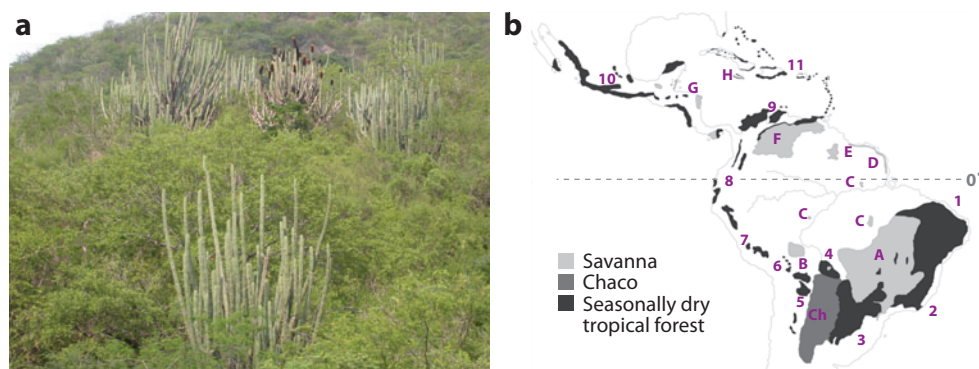 a
b
11
10
H
G
9
F
E
D
8
C
0°
1
C
C
7
Savanna
A
4
6
B
Chaco
5
Seasonally dry
tropical forest
Ch
2
3